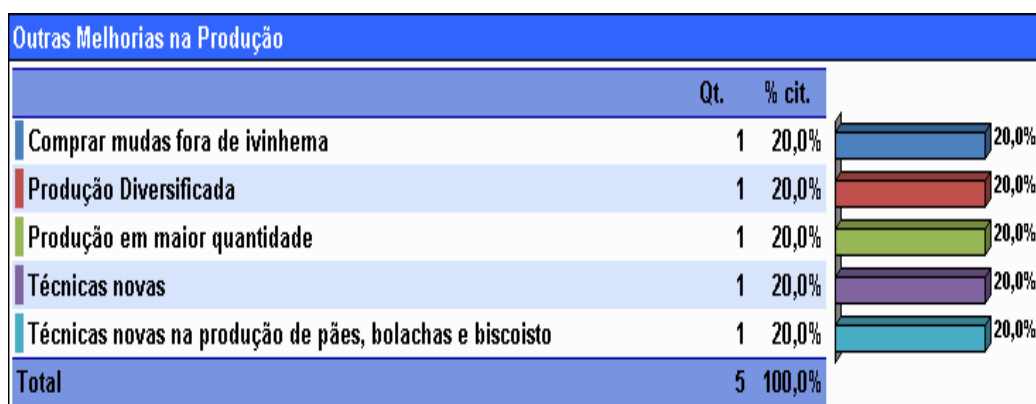 Outras Melhorias na Produção
Qt. % cit.
Comprar mudas fora de ivinhema 1 20,0% 20,0%
Produção Diversificada 1 20,0% 20,0%
Produção em maior quantidade 1 20,0% 20,0%
Técnicas novas 1 20,0% 20,0%
Técnicas novas na produção de pães, bolachas e biscoisto 1 20,0% 20,0%
Total 5 100,0%